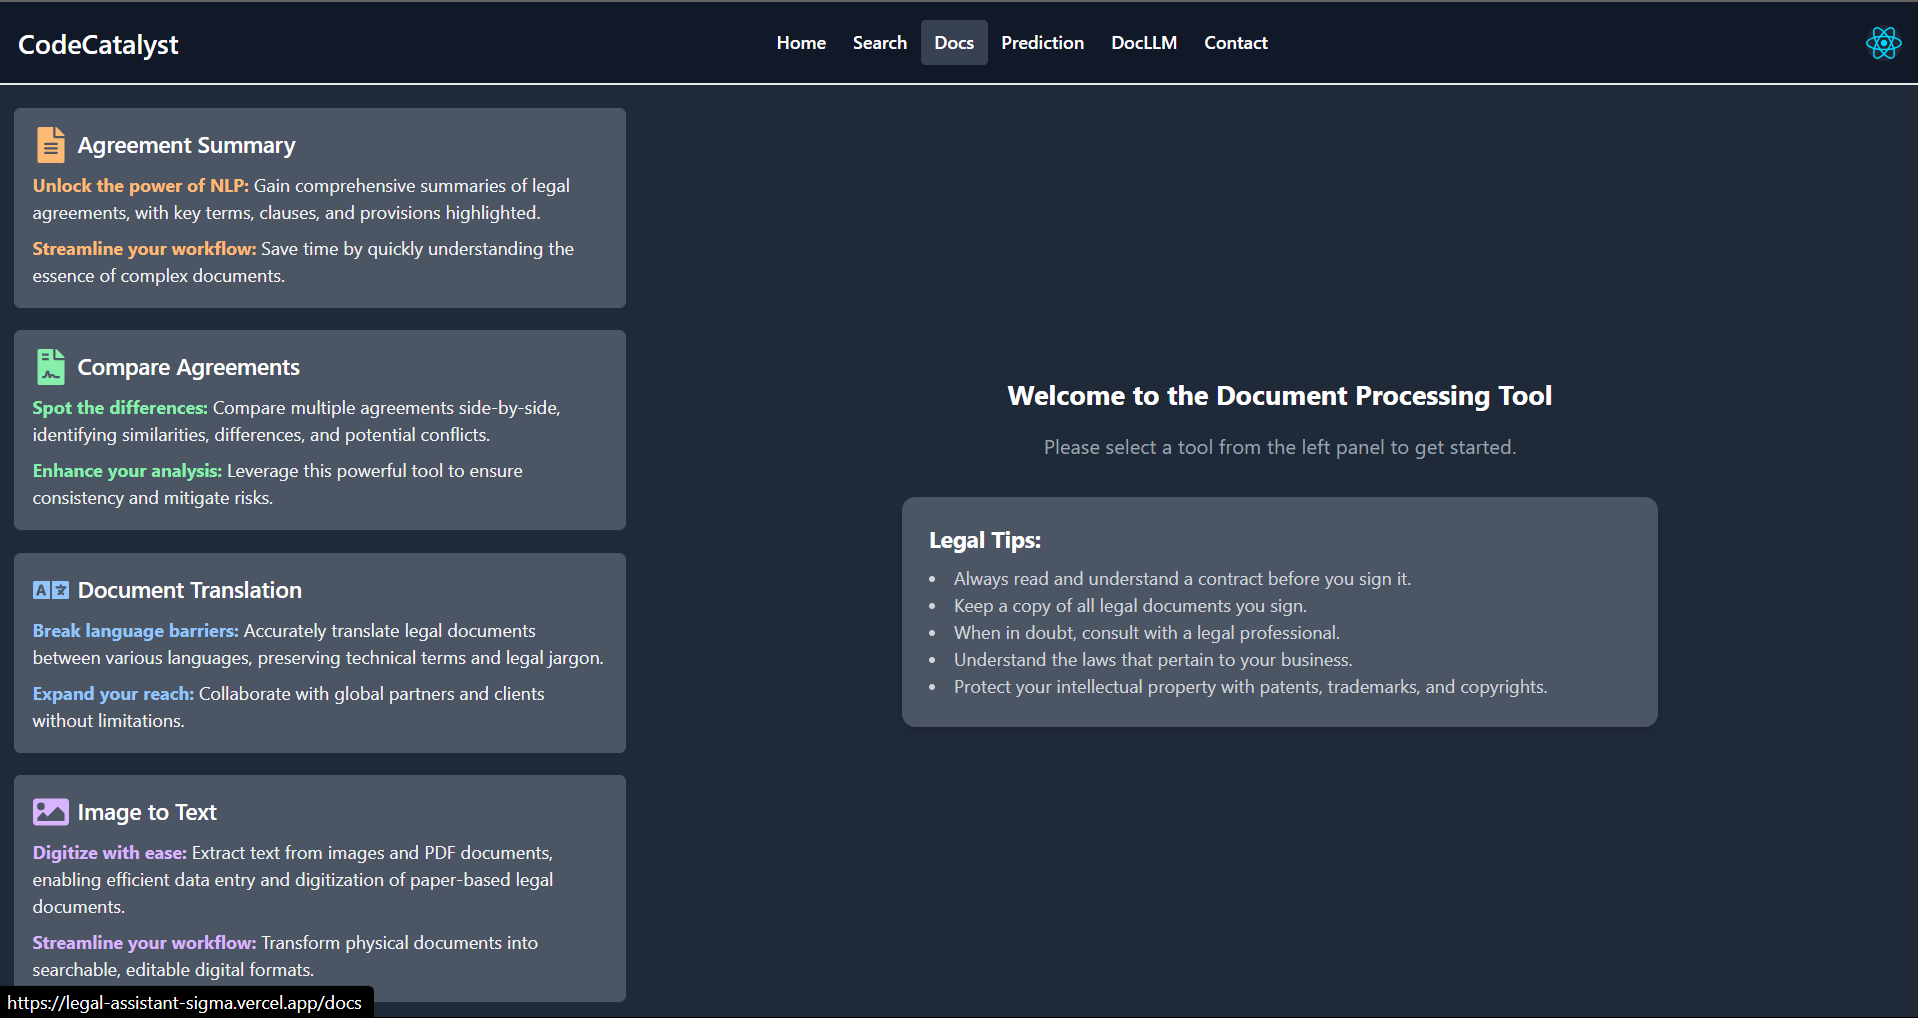 CodeCatalyst
Home Search Docs Prediction DocLLM Contact
Agreement Summary
Unlock the power of NLP: Gain comprehensive summaries of legal
agreements, with key terms, clauses, and provisions highlighted.
Streamline your workflow: Save time by quickly understanding the
essence of complex documents.
Compare Agreements
Spot the differences: Compare multiple agreements side-by-side,
identifying similarities, differences, and potential conflicts.
Enhance your analysis: Leverage this powerful tool to ensure
consistency and mitigate risks.
Document Translation
Break language barriers: Accurately translate legal documents
between various languages, preserving technical terms and legal jargon.
Expand your reach: Collaborate with global partners and clients
without limitations.
Image to Text
Digitize with ease: Extract text from images and PDF documents,
enabling efficient data entry and digitization of paper-based legal
documents.
Streamline your workflow: Transform physical documents into
searchable, editable digital formats.
https://legal-assistant-sigma.vercel.app/docs
Welcome to the Document Processing Tool
Please select a tool from the left panel to get started.
Legal Tips:
• Always read and understand a contract before you sign it.
• Keep a copy of all legal documents you sign.
• When in doubt, consult with a legal professional.
• Understand the laws that pertain to your business.
• Protect your intellectual property with patents, trademarks, and copyrights.